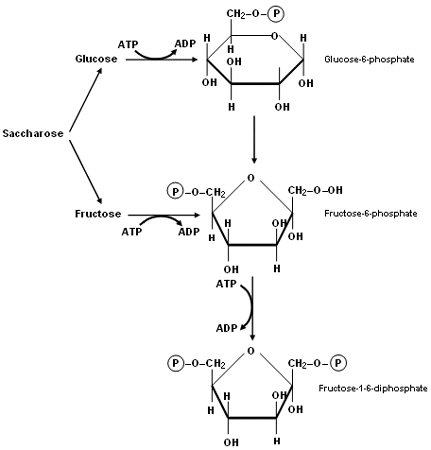 CH₂–O–P
ATP ADP H O H
Glucose H Glucose-6-phosphate
OH
OH OH
H OH
Saccharose
P–O–CH₂ O CH₂–O–OH
Fructose H OH Fructose-6-phosphate
ATP ADP H OH
OH H
ATP
ADP
O
P–O–CH₂ CH₂–O–P
H OH Fructose-1-6-diphosphate
H OH
OH H